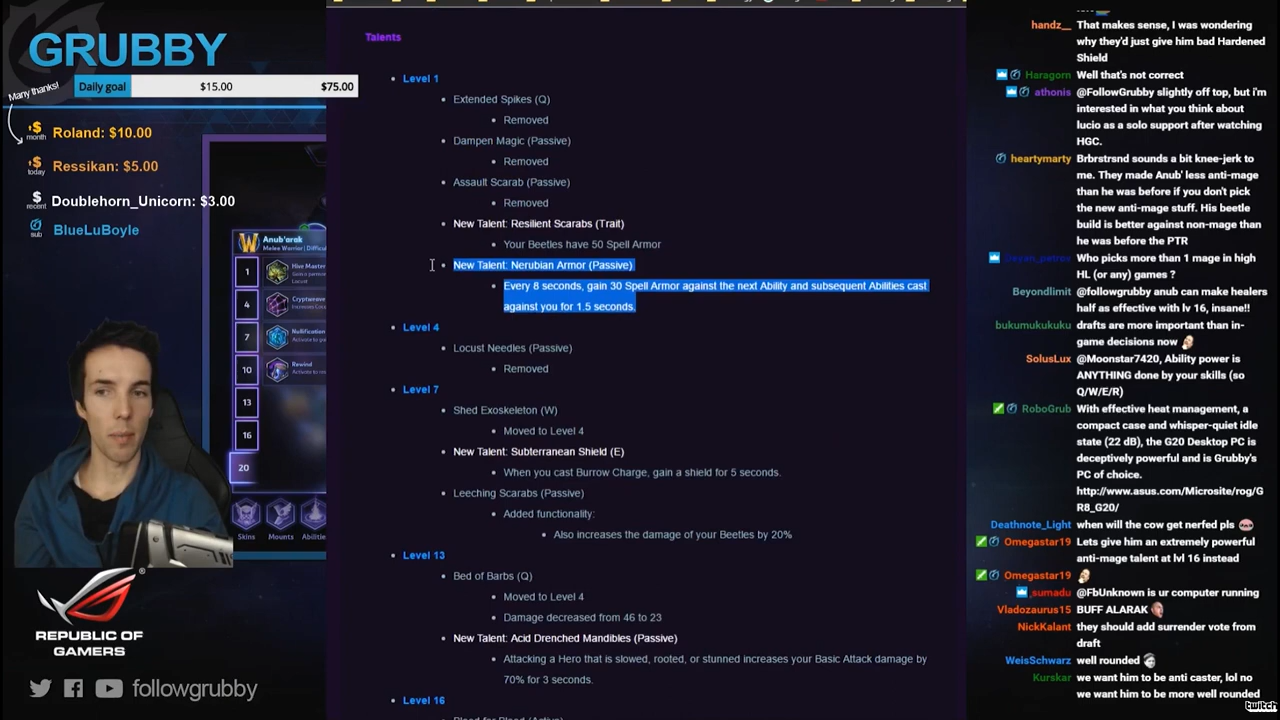 GRUBBY
Many thanks!
Daily goal
$15.00
$75.00
$ month Roland: $10.00
$ today Ressikan: $5.00
$ recent Doublehorn_Unicorn: $3.00
sub BlueLuBoyle
Anub'arak
1
4
7
Nullification
10
Rewind
13
16
20
Skins
Mounts
REPUBLIC OF
GAMERS
®
followgrubby
Talents
Level 1
Extended Spikes (Q)
Removed
Dampen Magic (Passive)
Removed
Assault Scarab (Passive)
Removed
New Talent: Resilient Scarabs (Trait)
Your Beetles have 50 Spell Armor
New Talent: Nerubian Armor (Passive)
Every 8 seconds, gain 30 Spell Armor against the next Ability and subsequent Abilities cast
against you for 1.5 seconds.
Level 4
Locust Needles (Passive)
Removed
Level 7
Shed Exoskeleton (W)
Moved to Level 4
New Talent: Subterranean Shield (E)
When you cast Burrow Charge, gain a shield for 5 seconds.
Leeching Scarabs (Passive)
Added functionality:
Also increases the damage of your Beetles by 20%
Level 13
Bed of Barbs (Q)
Moved to Level 4
Damage decreased from 46 to 23
New Talent: Acid Drenched Mandibles (Passive)
Attacking a Hero that is slowed, rooted, or stunned increases your Basic Attack damage by
70% for 3 seconds.
Level 16
handz__ That makes sense, I was wondering
why they'd just give him bad Hardened
Shield
Haragorn Well that's not correct
athonis @FollowGrubby slightly off top, but i'm
interested in what you think about
lucio as a solo support after watching
HGC.
heartymarty Brbrstrsnd sounds a bit knee-jerk to
me. They made Anub' less anti-mage
than he was before if you don't pick
the new anti-mage stuff. His beetle
build is better against non-mage than
he was before the PTR
Who picks more than 1 mage in high
HL (or any) games ?
Beyondlimit @followgrubby anub can make healers
half as effective with lv 16, insane!!
bukumukukuku drafts are more important than in-
game decisions now
SolusLux @Moonstar7420, Ability power is
ANYTHING done by your skills (so
Q/W/E/R)
RoboGrub With effective heat management, a
compact case and whisper-quiet idle
state (22 dB), the G20 Desktop PC is
deceptively powerful and is Grubby's
PC of choice.
http://www.asus.com/Microsite/rog/G
R8_G20/
Deathnote_Light when will the cow get nerfed pls
Omegastar19 Lets give him an extremely powerful
anti-mage talent at lvl 16 instead
Omegastar19
sumadu @FbUnknown is ur computer running
Vladozaurus15 BUFF ALARAK
NickKalant they should add surrender vote from
draft
WeisSchwarz well rounded
Kurskar we want him to be anti caster, lol no
we want him to be more well rounded
twitch